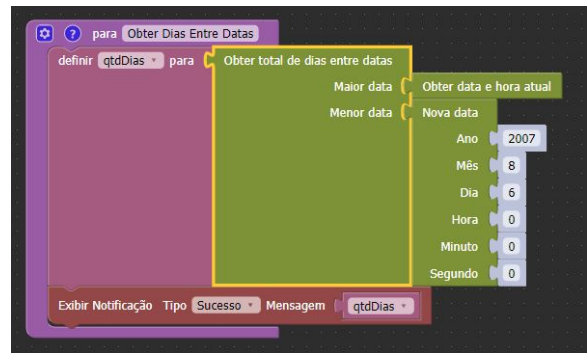 ? para Obter Dias Entre Datas
definir qtdDias para Obter total de dias entre datas
Maior data Obter data e hora atual
Menor data Nova data
Ano 2007
Mês 8
Dia 6
Hora 0
Minuto 0
Segundo 0
Exibir Notificação Tipo Sucesso Mensagem qtdDias